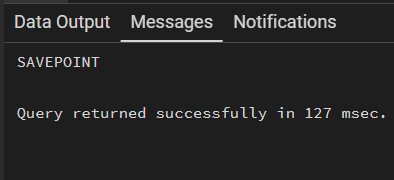 Data Output Messages Notifications
SAVEPOINT
Query returned successfully in 127 msec.